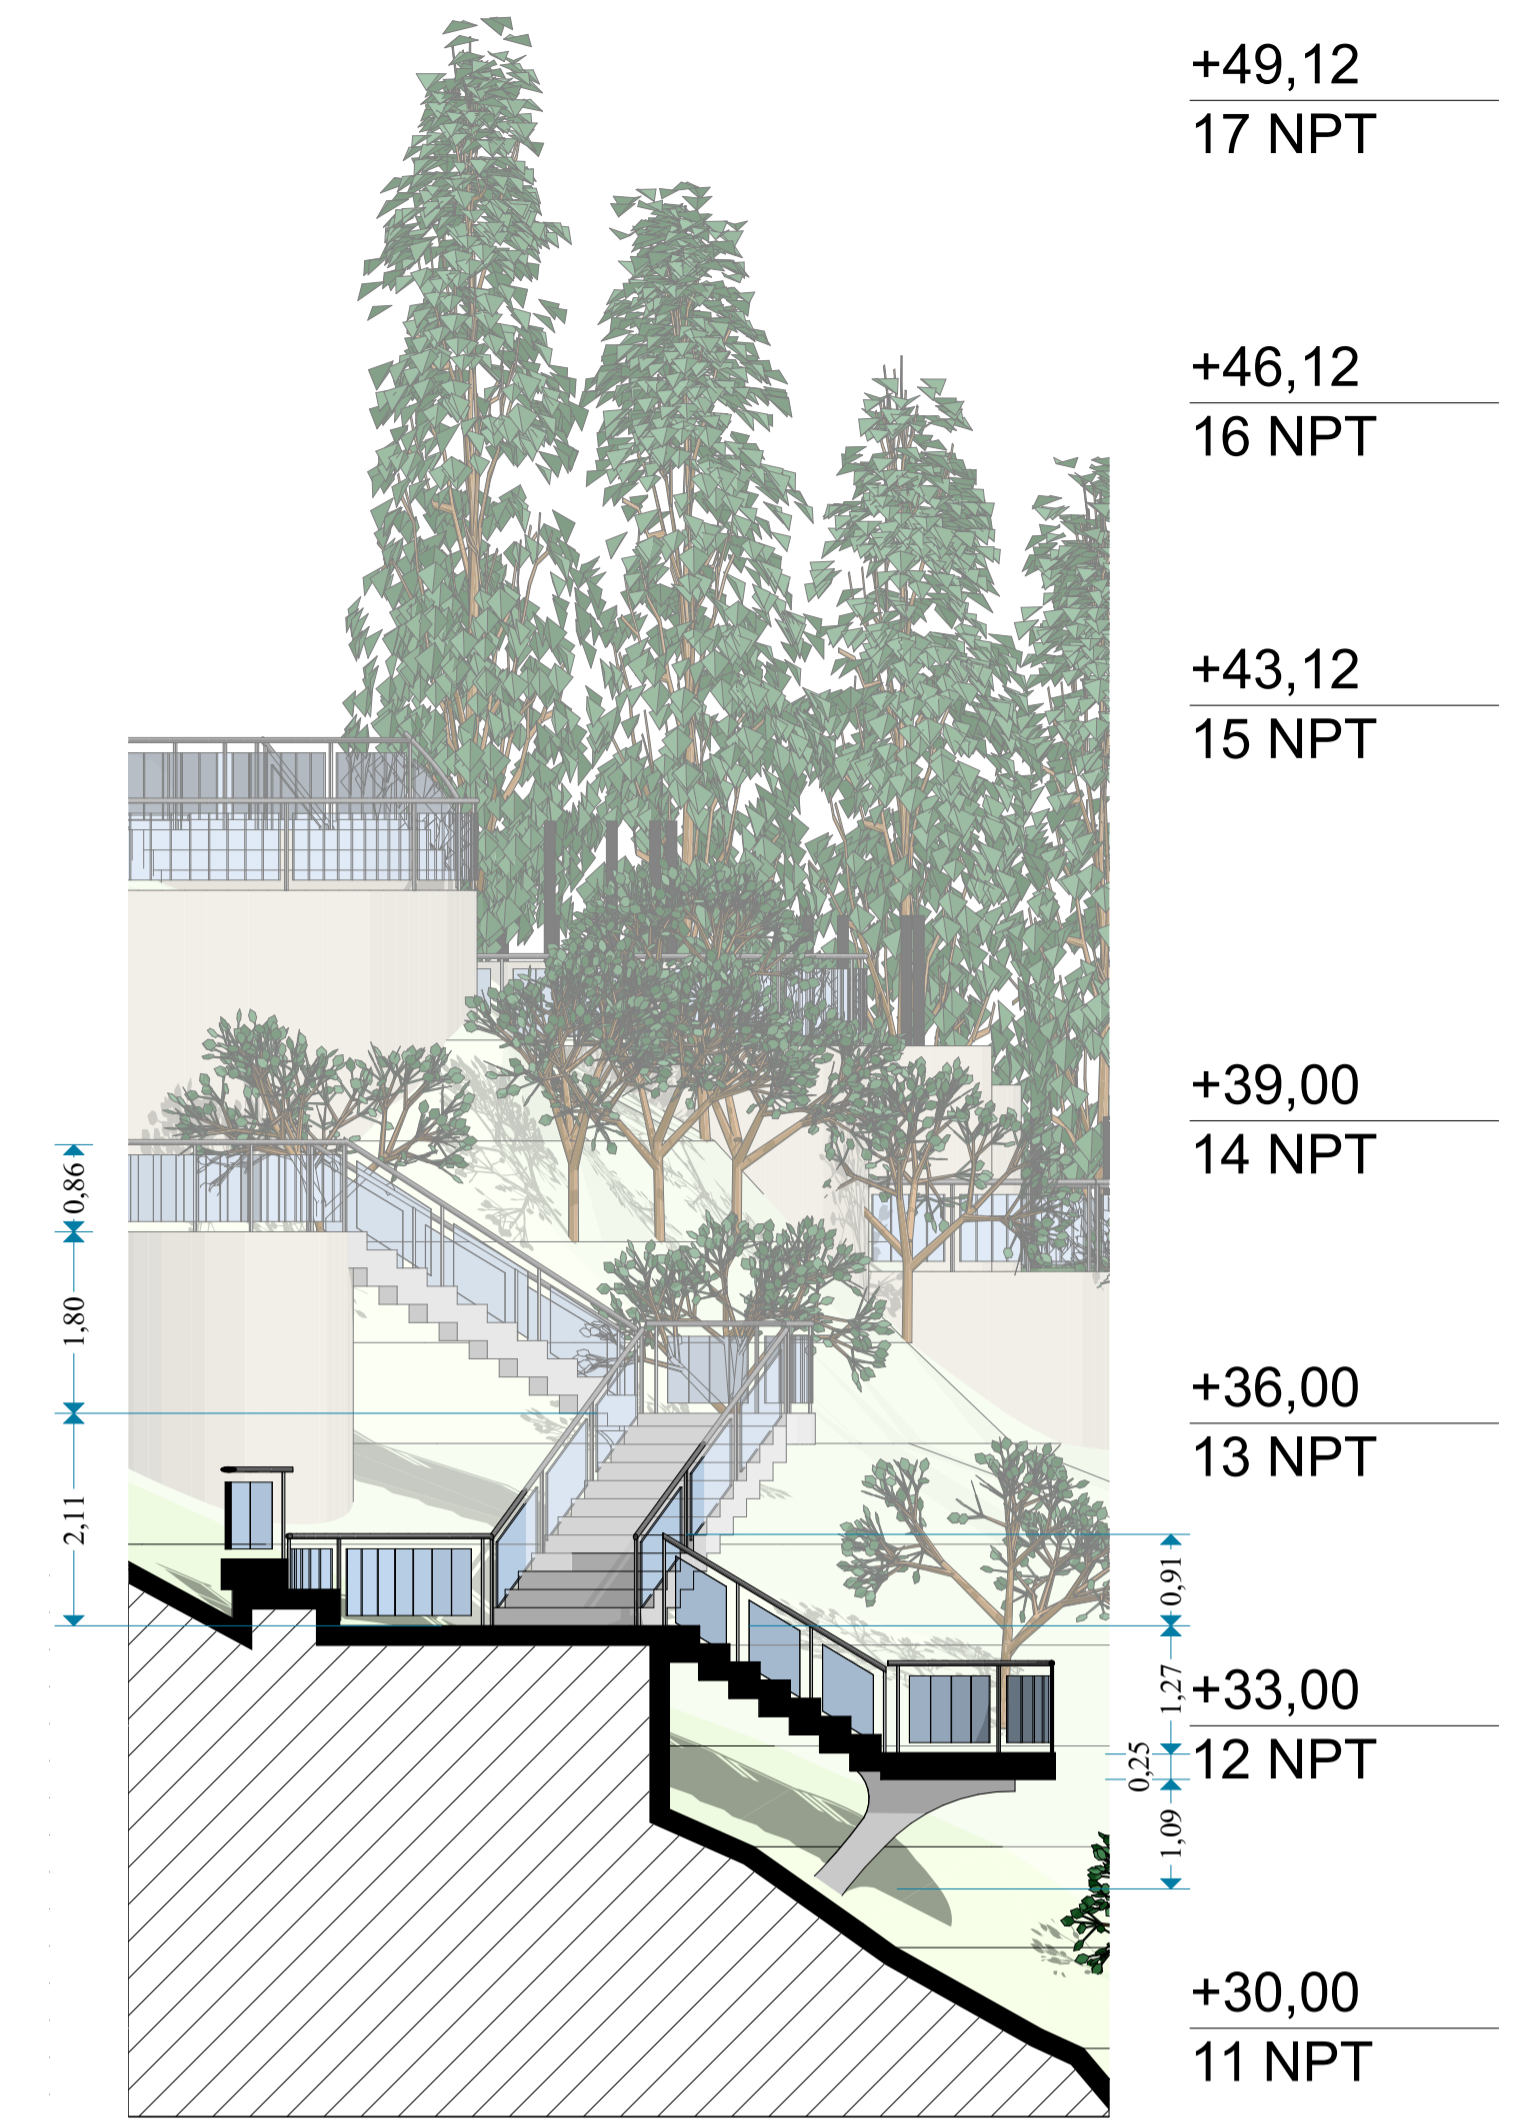 +49,12
17 NPT
+46,12
16 NPT
+43,12
15 NPT
+39,00
14 NPT
0,86
1,80
+36,00
13 NPT
2,11
0,91
1,27
+33,00
12 NPT
0,25
1,09
+30,00
11 NPT